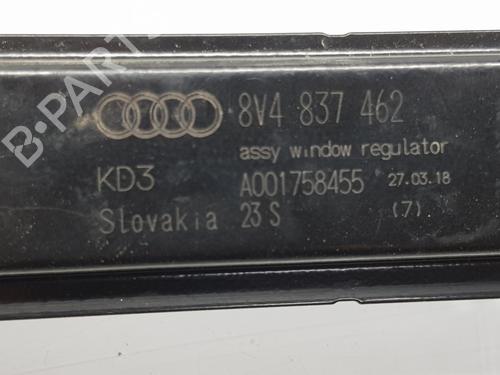 8V4 837 462
assy window regulator
KD3 A001758455 27.03.18
Slovakia 23 S (7)
B-PARTS